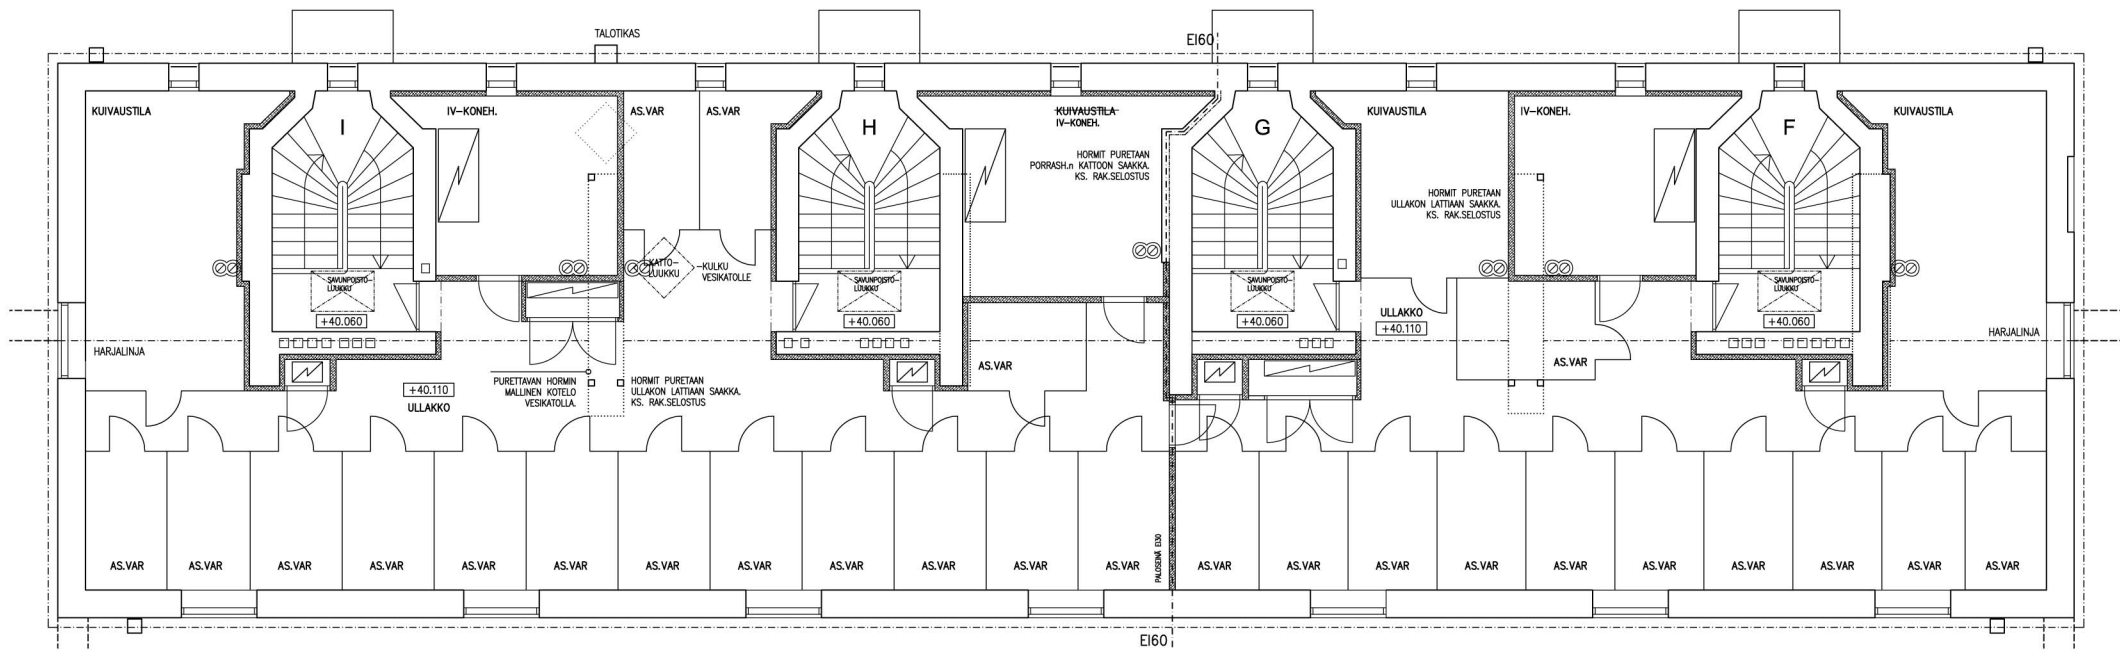 TALOTIKAS
EI60
KUIVAUSTILA
I
IV-KONEH.
AS.VAR
AS.VAR
H
KUIVAUSTILA
IV-KONEH.
HORMIT PURETAAN
PORRASH.n KATTOON SAAKKA.
KS. RAK.SELOSTUS
G
KUIVAUSTILA
IV-KONEH.
HORMIT PURETAAN
ULLAKON LATTIAAN SAAKKA.
KS. RAK.SELOSTUS
F
KUIVAUSTILA
SAVUNPOISTO-
LUUKKU
+40.060
KATTO-
LUUKKU
-KULKU
VESIKATOLLE
SAVUNPOISTO-
LUUKKU
+40.060
SAVUNPOISTO-
LUUKKU
+40.060
ULLAKKO
+40.110
SAVUNPOISTO-
LUUKKU
+40.060
HARJALINJA
HARJALINJA
AS.VAR
AS.VAR
+40.110
ULLAKKO
PURETTAVAN HORMIN
MALLINEN KOTELO
VESIKATOLLA.
HORMIT PURETAAN
ULLAKON LATTIAAN SAAKKA.
KS. RAK.SELOSTUS
AS.VAR
AS.VAR
AS.VAR
AS.VAR
AS.VAR
AS.VAR
AS.VAR
AS.VAR
AS.VAR
AS.VAR
AS.VAR
AS.VAR
PALOSEINÄ EI30
AS.VAR
AS.VAR
AS.VAR
AS.VAR
AS.VAR
AS.VAR
AS.VAR
AS.VAR
AS.VAR
AS.VAR
EI60